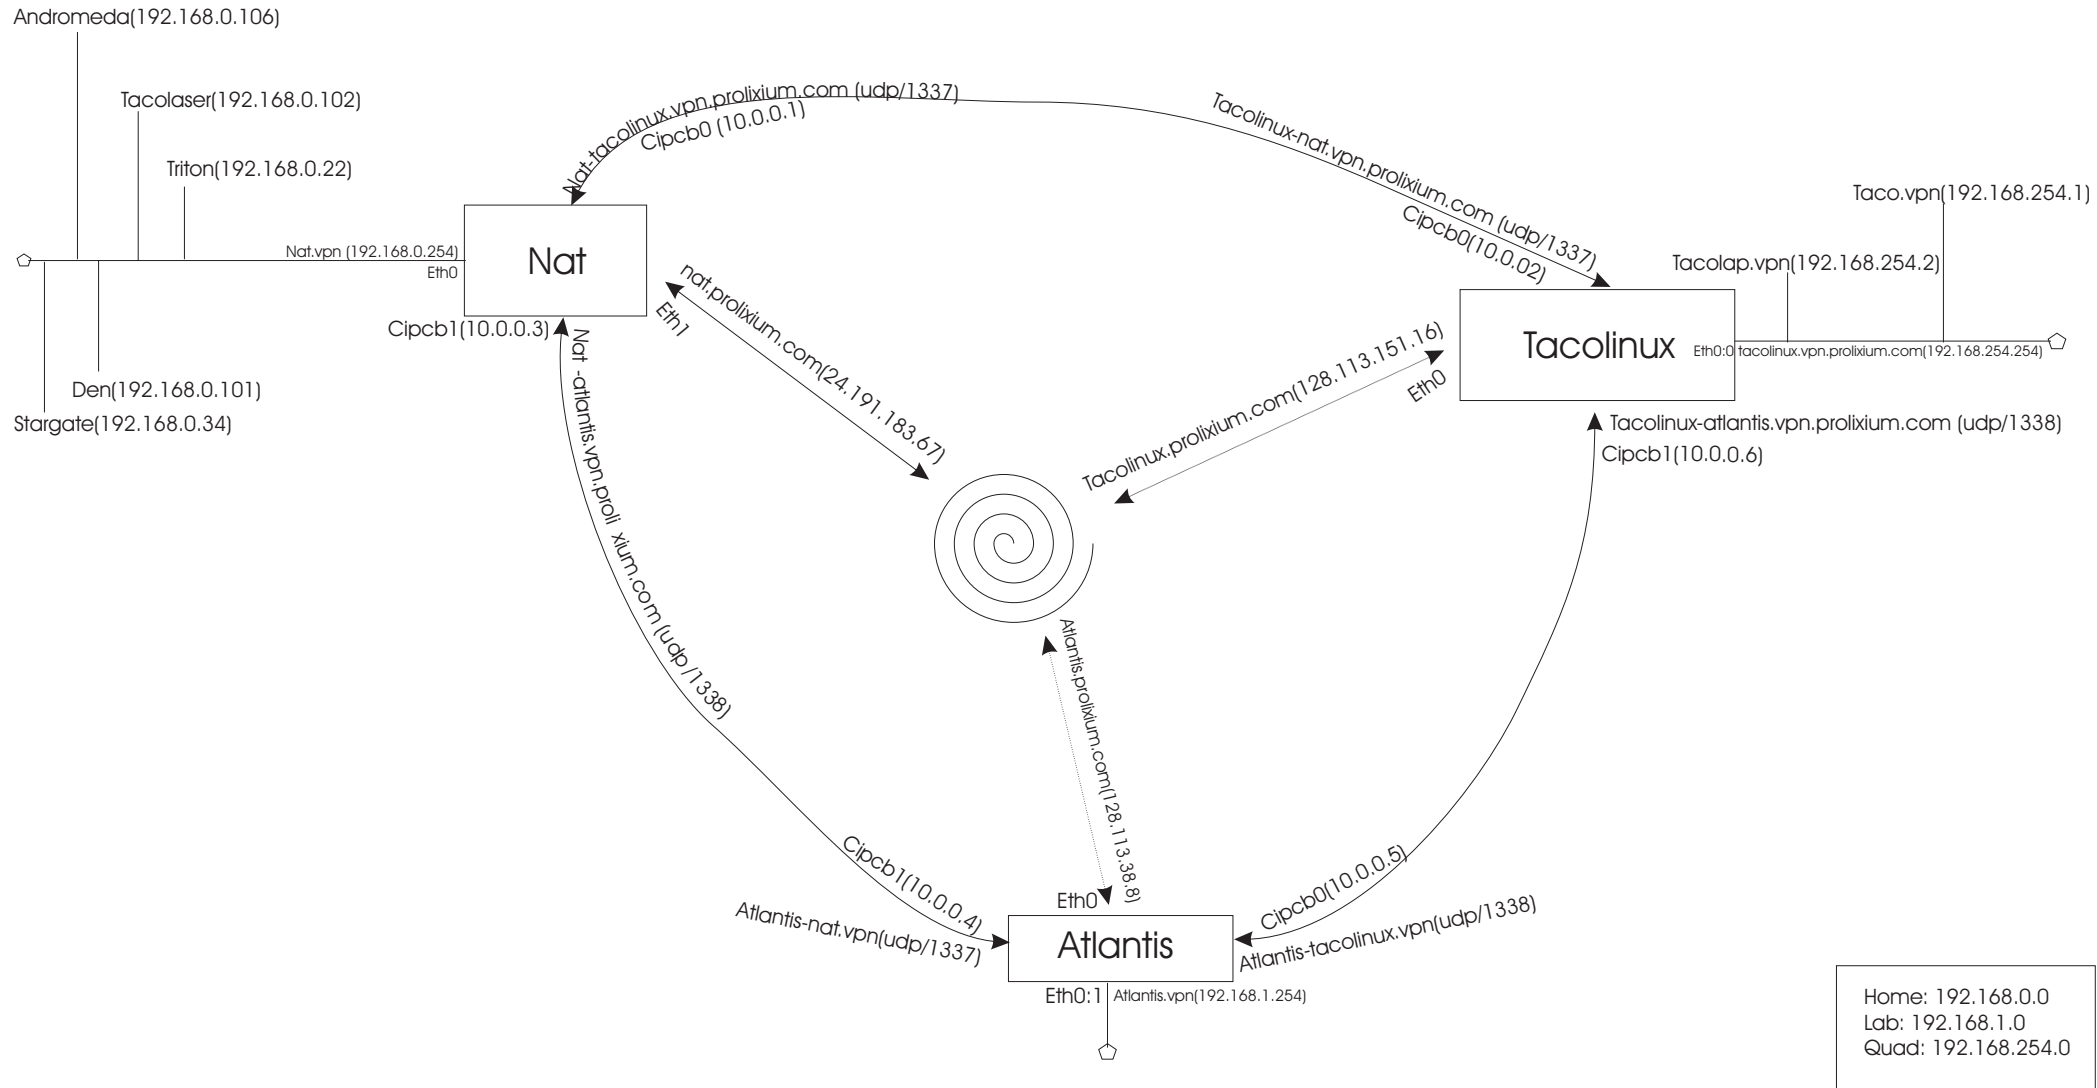 Andromeda(192.168.0.106)
Tacolaser(192.168.0.102)
Triton(192.168.0.22)
Nat.vpn (192.168.0.254)
Eth0
Den(192.168.0.101)
Stargate(192.168.0.34)
Nat-tacolinux.vpn.prolixium.com (udp/1337)
Cipcb0 (10.0.0.1)
Tacolinux-nat.vpn.prolixium.com (udp/1337)
Cipcb0(10.0.02)
Nat
Cipcb1(10.0.0.3)
nat.prolixium.com(24.191.183.67)
Eth1
Nat -atlantis.vpn.proli xium.com (udp /1338)
Taco.vpn(192.168.254.1)
Tacolap.vpn(192.168.254.2)
Tacolinux
Eth0:0 tacolinux.vpn.prolixium.com(192.168.254.254)
Tacolinux.prolixium.com(128.113.151.16)
Eth0
Tacolinux-atlantis.vpn.prolixium.com (udp/1338)
Cipcb1(10.0.0.6)
Atlantis.prolixium.com(128.113.38.8)
Eth0
Cipcb1(10.0.0.4)
Atlantis-nat.vpn(udp/1337)
Cipcb0(10.0.0.5)
Atlantis-tacolinux.vpn(udp/1338)
Atlantis
Eth0:1 Atlantis.vpn(192.168.1.254)
Home: 192.168.0.0
Lab: 192.168.1.0
Quad: 192.168.254.0